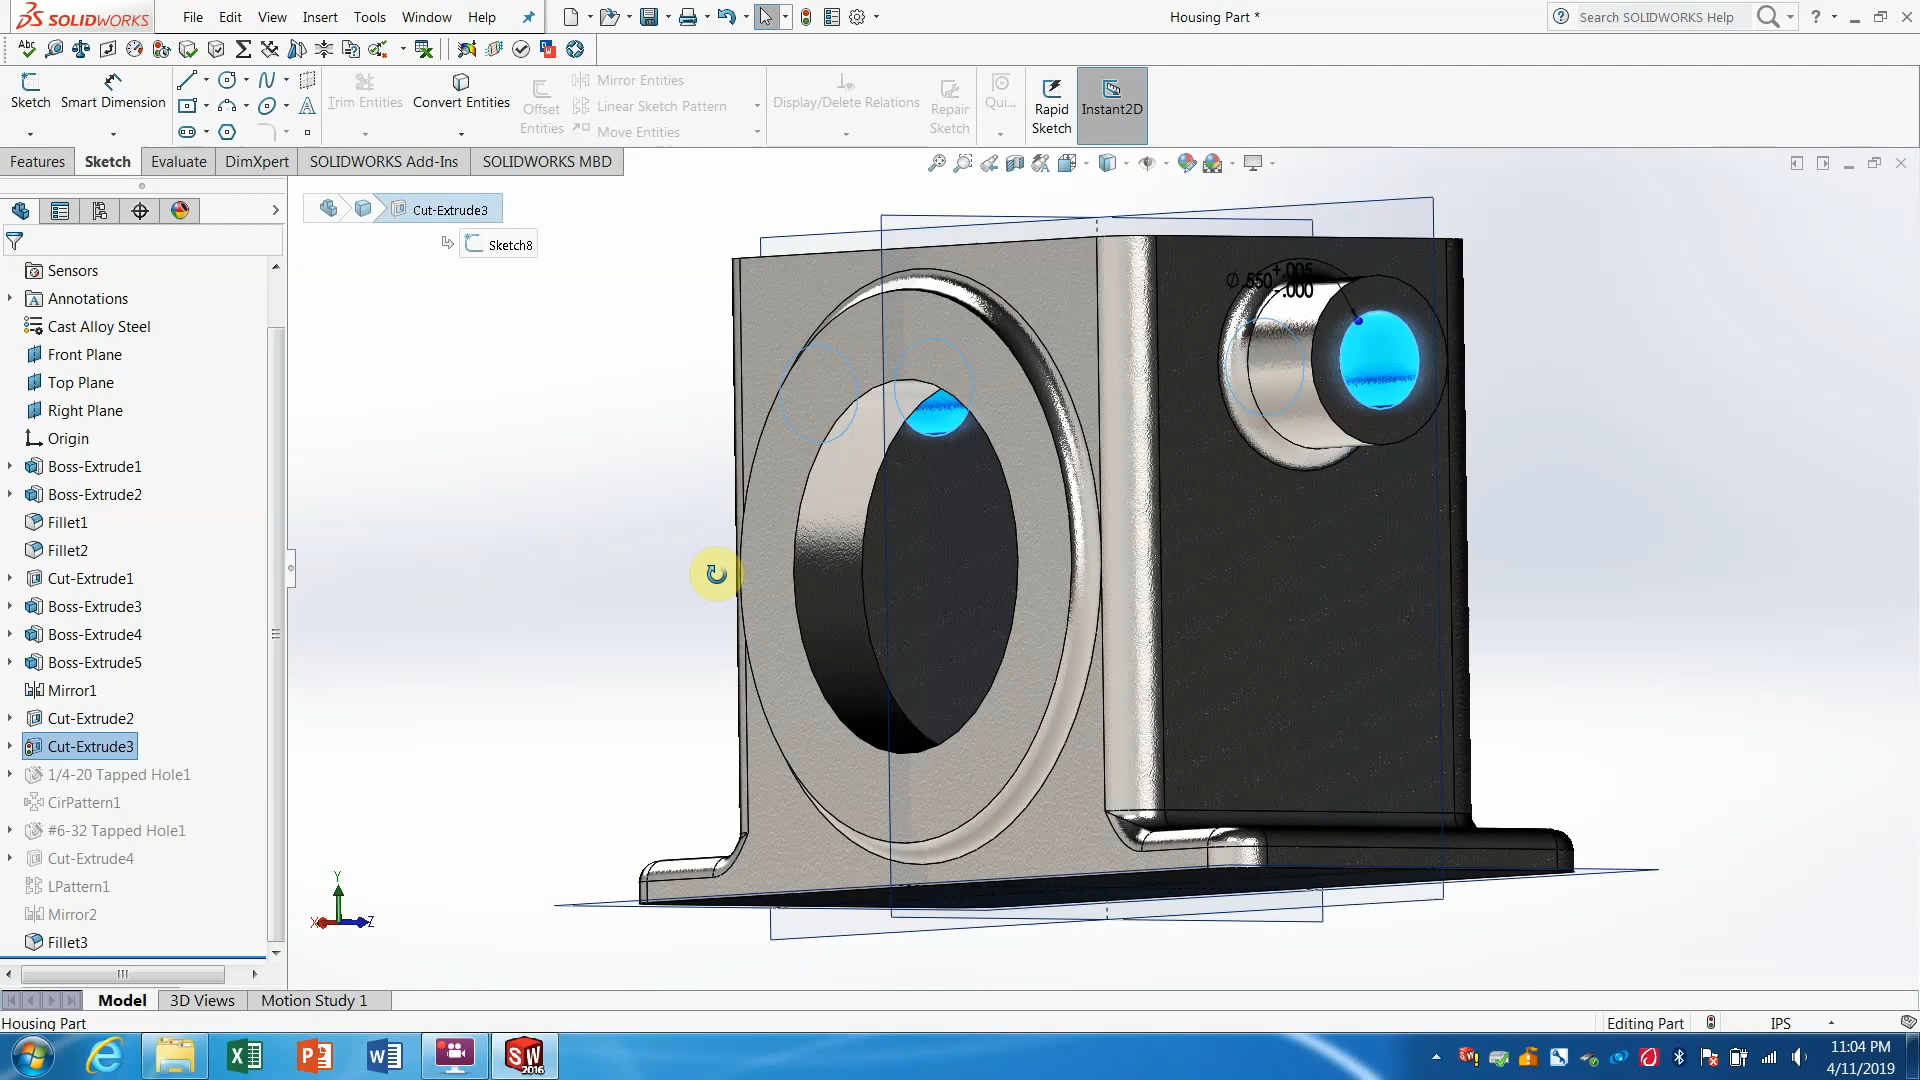 SOLIDWORKS
File Edit View Insert Tools Window Help
Housing Part *
Search SOLIDWORKS Help
Sketch
Smart Dimension
Trim Entities
Convert Entities
Offset Entities
Mirror Entities
Linear Sketch Pattern
Move Entities
Display/Delete Relations
Repair Sketch
Qui...
Rapid Sketch
Instant2D
Features Sketch Evaluate DimXpert SOLIDWORKS Add-Ins SOLIDWORKS MBD
Cut-Extrude3
Sketch8
Ø.550 +.005 -.000
Sensors
Annotations
Cast Alloy Steel
Front Plane
Top Plane
Right Plane
Origin
Boss-Extrude1
Boss-Extrude2
Fillet1
Fillet2
Cut-Extrude1
Boss-Extrude3
Boss-Extrude4
Boss-Extrude5
Mirror1
Cut-Extrude2
Cut-Extrude3
1/4-20 Tapped Hole1
CirPattern1
#6-32 Tapped Hole1
Cut-Extrude4
LPattern1
Mirror2
Fillet3
Y
X
Z
Model 3D Views Motion Study 1
Housing Part
Editing Part
IPS
SW
2016
11:04 PM
4/11/2019